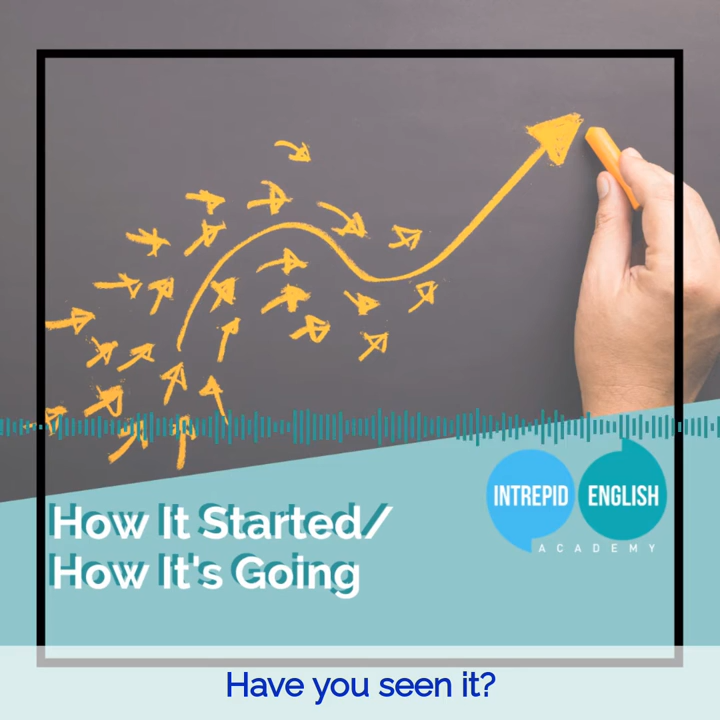 INTREPID ENGLISH
ACADEMY
How It Started/
How It's Going
Have you seen it?